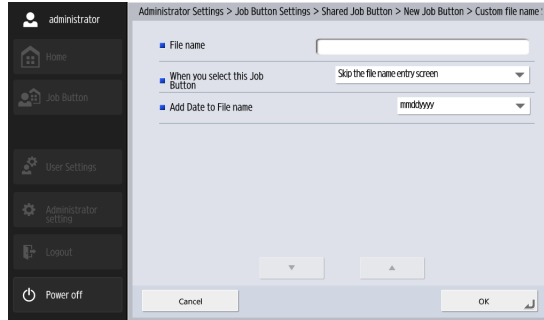 administrator
Administrator Settings > Job Button Settings > Shared Job Button > New Job Button > Custom file name
Home
Job Button
User Settings
Administrator
setting
Logout
Power off
File name
When you select this Job
Button
Skip the file name entry screen
Add Date to File name
mmddyyyy
Cancel
OK